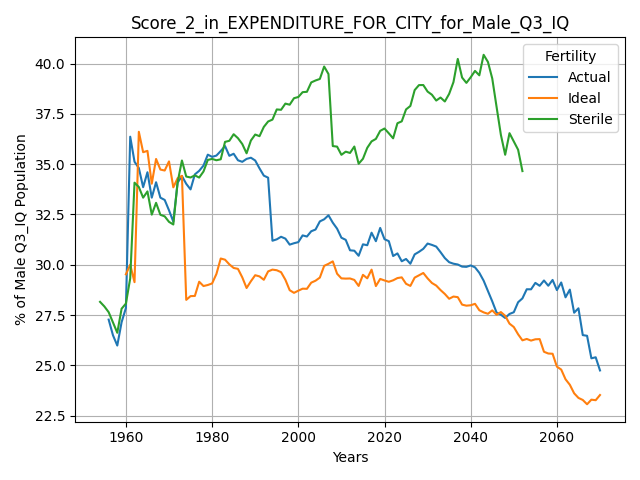 Score_2_in_EXPENDITURE_FOR_CITY_for_Male_Q3_IQ
Fertility
Actual
Ideal
Sterile
% of Male Q3_IQ Population
40.0
37.5
35.0
32.5
30.0
27.5
25.0
22.5
1960 1980 2000 2020 2040 2060
Years